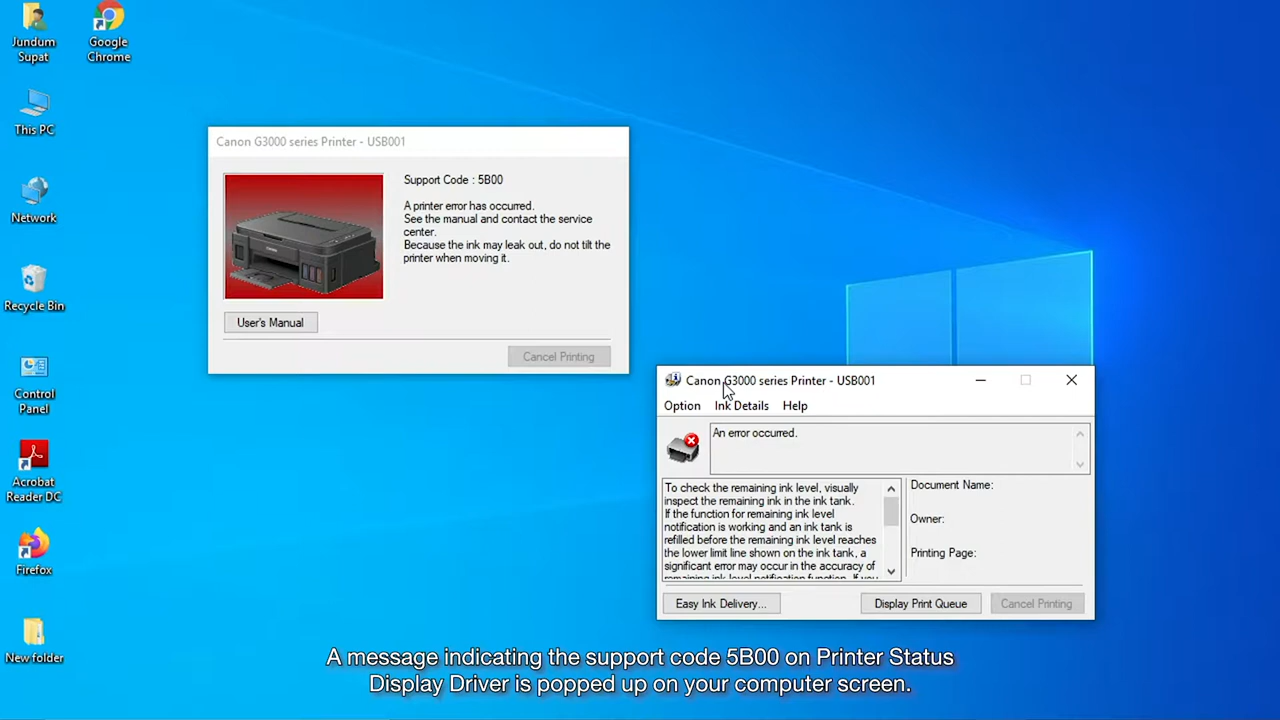 Jundum
Supat
Google
Chrome
This PC
Network
Recycle Bin
Control
Panel
Acrobat
Reader DC
Firefox
New folder
Canon G3000 series Printer - USB001
Support Code : 5B00
A printer error has occurred.
See the manual and contact the service
center.
Because the ink may leak out, do not tilt the
printer when moving it.
User's Manual
Cancel Printing
Canon G3000 series Printer - USB001
Option Ink Details Help
An error occurred.
To check the remaining ink level, visually
inspect the remaining ink in the ink tank.
If the function for remaining ink level
notification is working and an ink tank is
refilled before the remaining ink level reaches
the lower limit line shown on the ink tank, a
significant error may occur in the accuracy of
remaining ink level notification function. If you
Document Name:
Owner:
Printing Page:
Easy Ink Delivery...
Display Print Queue
Cancel Printing
A message indicating the support code 5B00 on Printer Status
Display Driver is popped up on your computer screen.